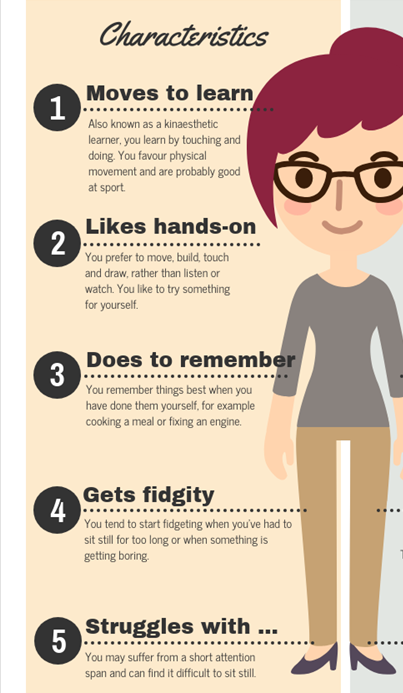 Characteristics
1
Moves to learn
Also known as a kinaesthetic
learner, you learn by touching and
doing. You favour physical
movement and are probably good
at sport.
2
Likes hands-on
You prefer to move, build, touch
and draw, rather than listen or
watch. You like to try something
for yourself.
3
Does to remember
You remember things best when you
have done them yourself, for example
cooking a meal or fixing an engine.
4
Gets fidgity
You tend to start fidgeting when you've had to
sit still for too long or when something is
getting boring.
5
Struggles with ...
You may suffer from a short attention
span and can find it difficult to sit still.